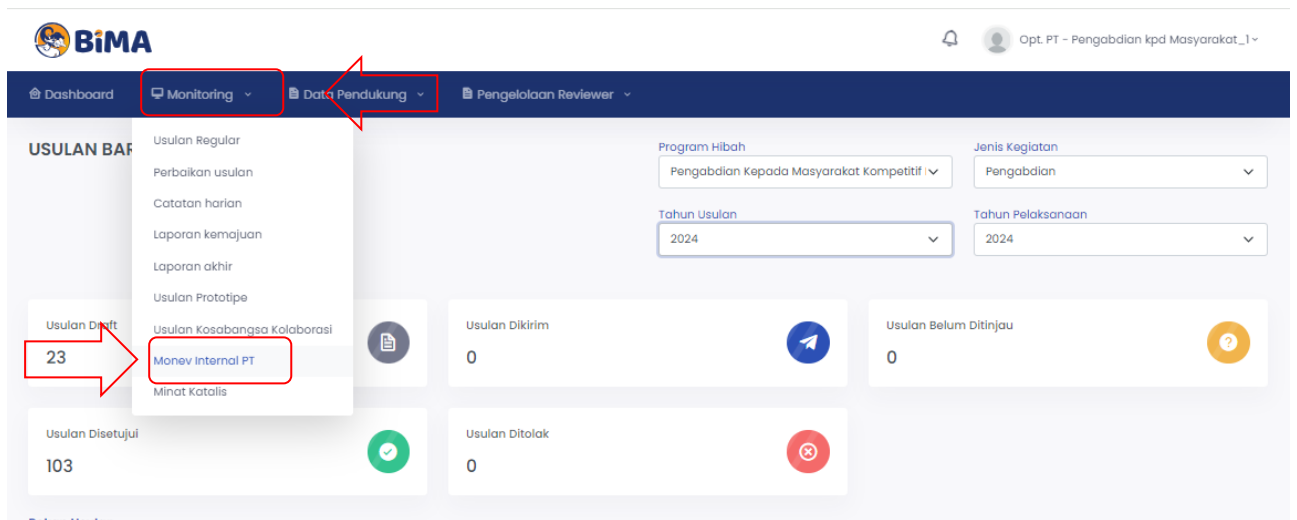 BiMA
Opt. PT - Pengabdian kpd Masyarakat_1
Dashboard
Monitoring
Data Pendukung
Pengelolaan Reviewer
USULAN BAR
Program Hibah
Pengabdian Kepada Masyarakat Kompetitif
Jenis Kegiatan
Pengabdian
Tahun Usulan
2024
Tahun Pelaksanaan
2024
Usulan Regular
Perbaikan usulan
Catatan harian
Laporan kemajuan
Laporan akhir
Usulan Prototipe
Usulan Kosabangsa Kolaborasi
Monev Internal PT
Minat Katalis
Usulan Draft
23
Usulan Dikirim
0
Usulan Belum Ditinjau
0
Usulan Disetujui
103
Usulan Ditolak
0